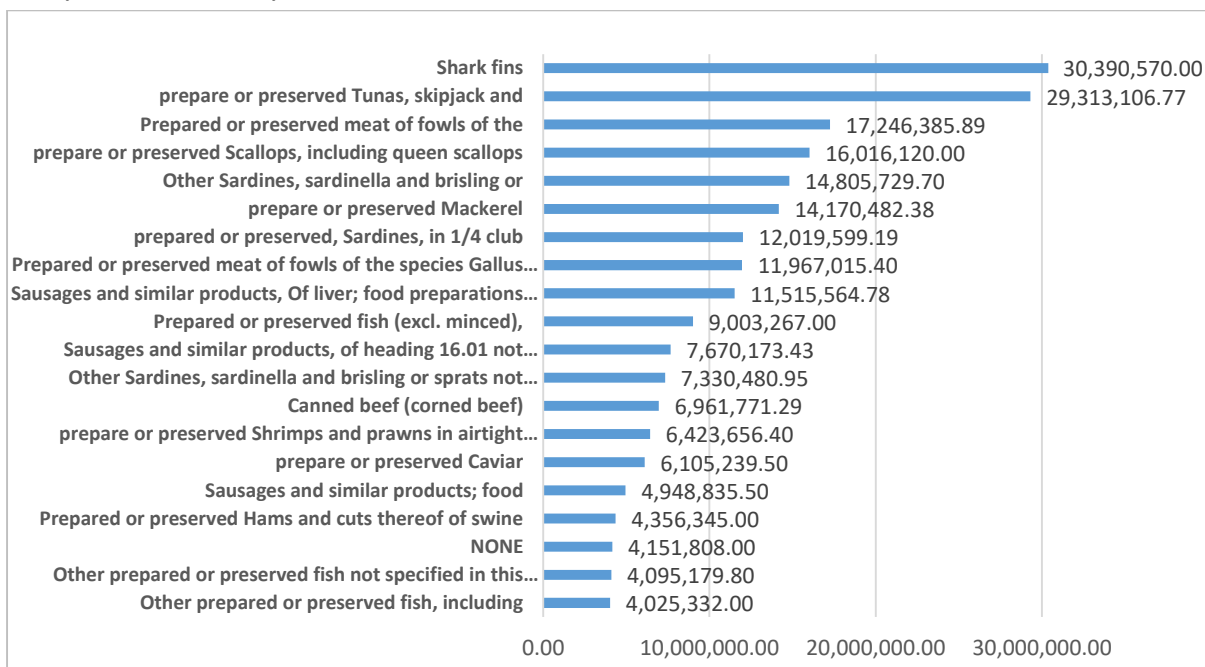 Shark fins 30,390,570.00
prepare or preserved Tunas, skipjack and 29,313,106.77
Prepared or preserved meat of fowls of the 17,246,385.89
prepare or preserved Scallops, including queen scallops 16,016,120.00
Other Sardines, sardinella and brisling or 14,805,729.70
prepare or preserved Mackerel 14,170,482.38
prepared or preserved, Sardines, in 1/4 club 12,019,599.19
Prepared or preserved meat of fowls of the species Gallus… 11,967,015.40
Sausages and similar products, Of liver; food preparations… 11,515,564.78
Prepared or preserved fish (excl. minced), 9,003,267.00
Sausages and similar products, of heading 16.01 not… 7,670,173.43
Other Sardines, sardinella and brisling or sprats not… 7,330,480.95
Canned beef (corned beef) 6,961,771.29
prepare or preserved Shrimps and prawns in airtight… 6,423,656.40
prepare or preserved Caviar 6,105,239.50
Sausages and similar products; food 4,948,835.50
Prepared or preserved Hams and cuts thereof of swine 4,356,345.00
NONE 4,151,808.00
Other prepared or preserved fish not specified in this… 4,095,179.80
Other prepared or preserved fish, including 4,025,332.00
0.00 10,000,000.00 20,000,000.00 30,000,000.00